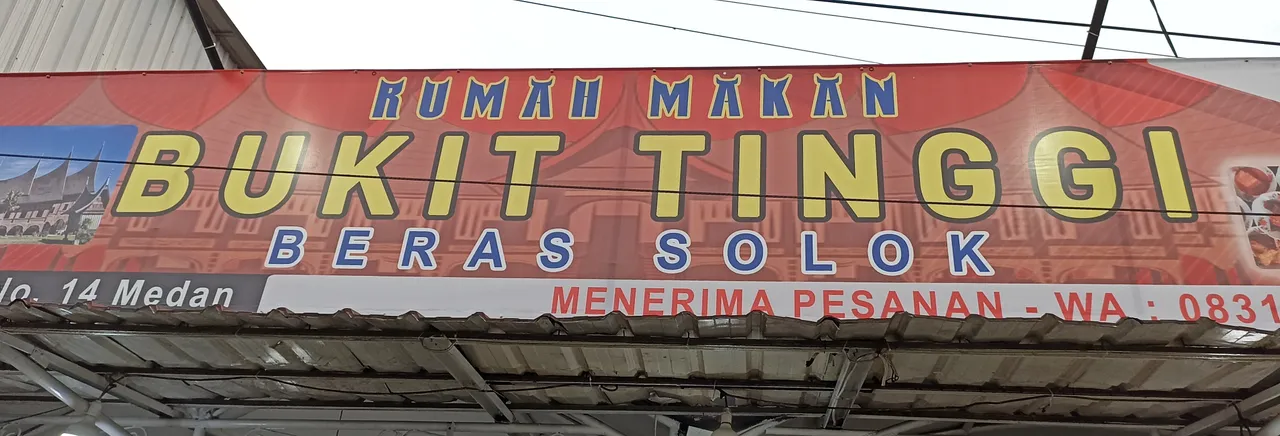 RUMAH MAKAN
BUKIT TINGGI
BERAS SOLOK
14 Medan
MENERIMA PESANAN - WA : 0831